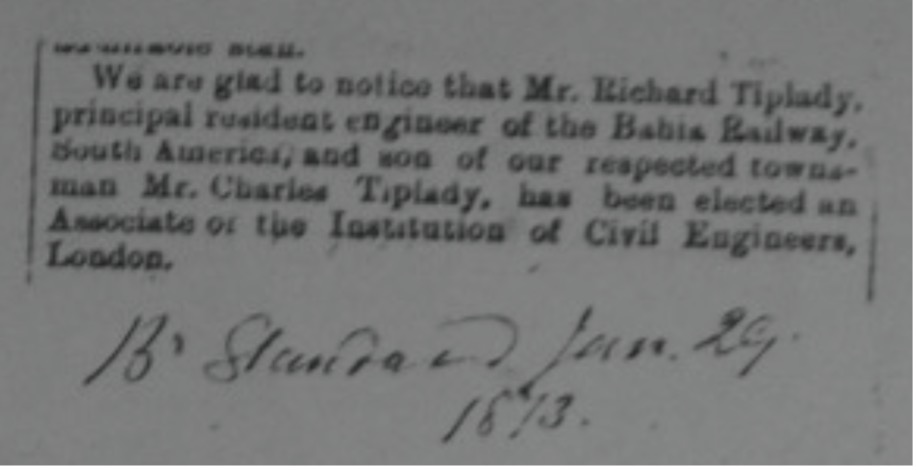 We are glad to notice that Mr. Richard Tiplady,
principal resident engineer of the Bahia Railway,
South America, and son of our respected towns-
man Mr. Charles Tiplady, has been elected an
Associate of the Institution of Civil Engineers,
London.
Bn Standard Jan. 29.
1873.